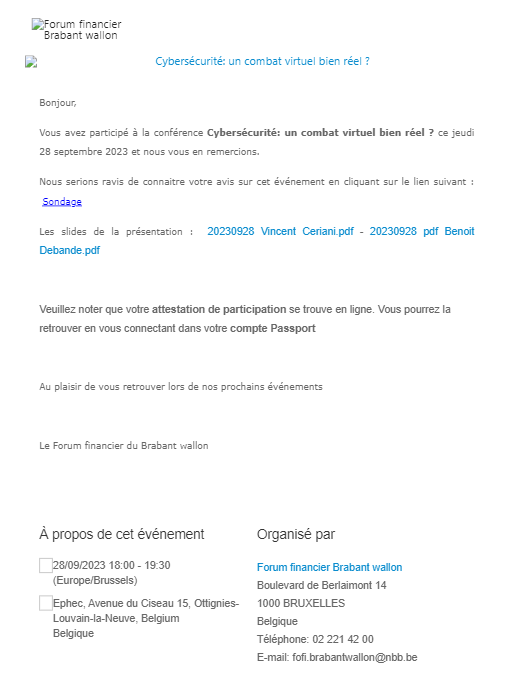 Forum financier
Brabant wallon
Cybersécurité: un combat virtuel bien réel ?
Bonjour,
Vous avez participé à la conférence Cybersécurité: un combat virtuel bien réel ? ce jeudi
28 septembre 2023 et nous vous en remercions.
Nous serions ravis de connaitre votre avis sur cet événement en cliquant sur le lien suivant :
Sondage
Les slides de la présentation : 20230928 Vincent Ceriani.pdf - 20230928 pdf Benoit
Debande.pdf
Veuillez noter que votre attestation de participation se trouve en ligne. Vous pourrez la
retrouver en vous connectant dans votre compte Passport
Au plaisir de vous retrouver lors de nos prochains événements
Le Forum financier du Brabant wallon
À propos de cet événement
28/09/2023 18:00 - 19:30
(Europe/Brussels)
Ephec, Avenue du Ciseau 15, Ottignies-
Louvain-la-Neuve, Belgium
Belgique
Organisé par
Forum financier Brabant wallon
Boulevard de Berlaimont 14
1000 BRUXELLES
Belgique
Téléphone: 02 221 42 00
E-mail: fofi.brabantwallon@nbb.be